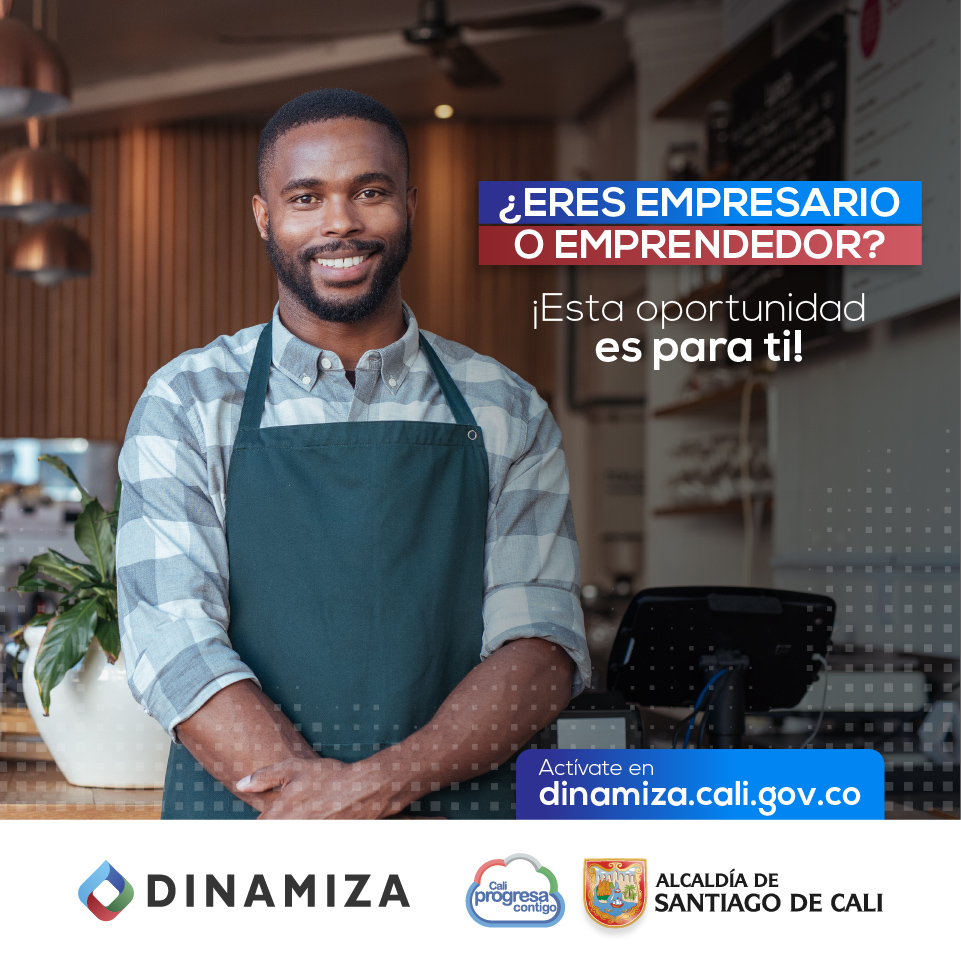 ¿ERES EMPRESARIO
O EMPRENDEDOR?
¡Esta oportunidad
es para ti!
Actívate en
dinamiza.cali.gov.co
DINAMIZA
Cali
progresa
contigo
ALCALDÍA DE
SANTIAGO DE CALI